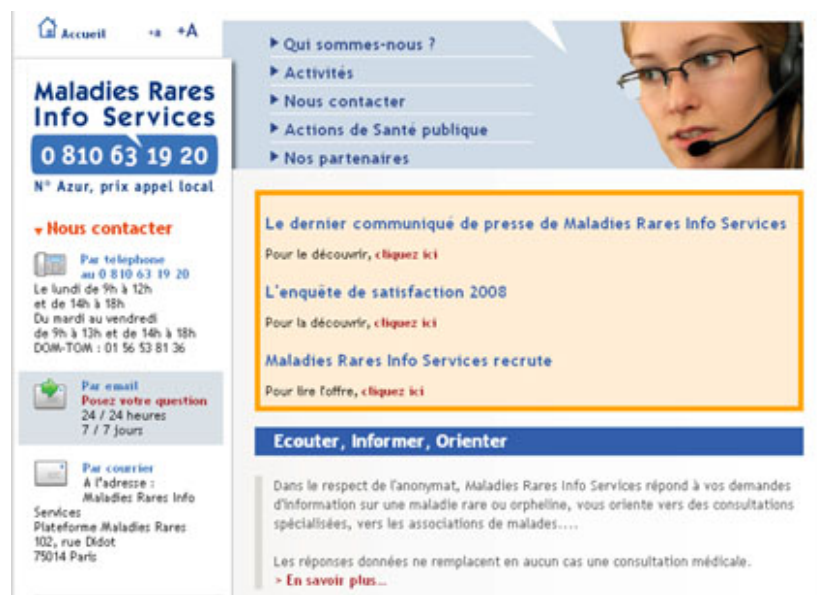 Accueil
+a +A
Maladies Rares
Info Services
0 810 63 19 20
N° Azur, prix appel local
Nous contacter
Par telephone
au 0 810 63 19 20
Le lundi de 9h à 12h
et de 14h à 18h
Du mardi au vendredi
de 9h à 13h et de 14h à 18h
DOM-TOM : 01 56 53 81 36
Par email
Posez votre question
24 / 24 heures
7 / 7 jours
Par courrier
A l'adresse :
Maladies Rares Info
Services
Plateforme Maladies Rares
102, rue Didot
75014 Paris
Qui sommes-nous ?
Activités
Nous contacter
Actions de Santé publique
Nos partenaires
Le dernier communiqué de presse de Maladies Rares Info Services
Pour le découvrir, cliquez ici
L'enquête de satisfaction 2008
Pour la découvrir, cliquez ici
Maladies Rares Info Services recrute
Pour lire l'offre, cliquez ici
Ecouter, Informer, Orienter
Dans le respect de l'anonymat, Maladies Rares Info Services répond à vos demandes
d'information sur une maladie rare ou orpheline, vous oriente vers des consultations
spécialisées, vers les associations de malades....
Les réponses données ne remplacent en aucun cas une consultation médicale.
> En savoir plus...